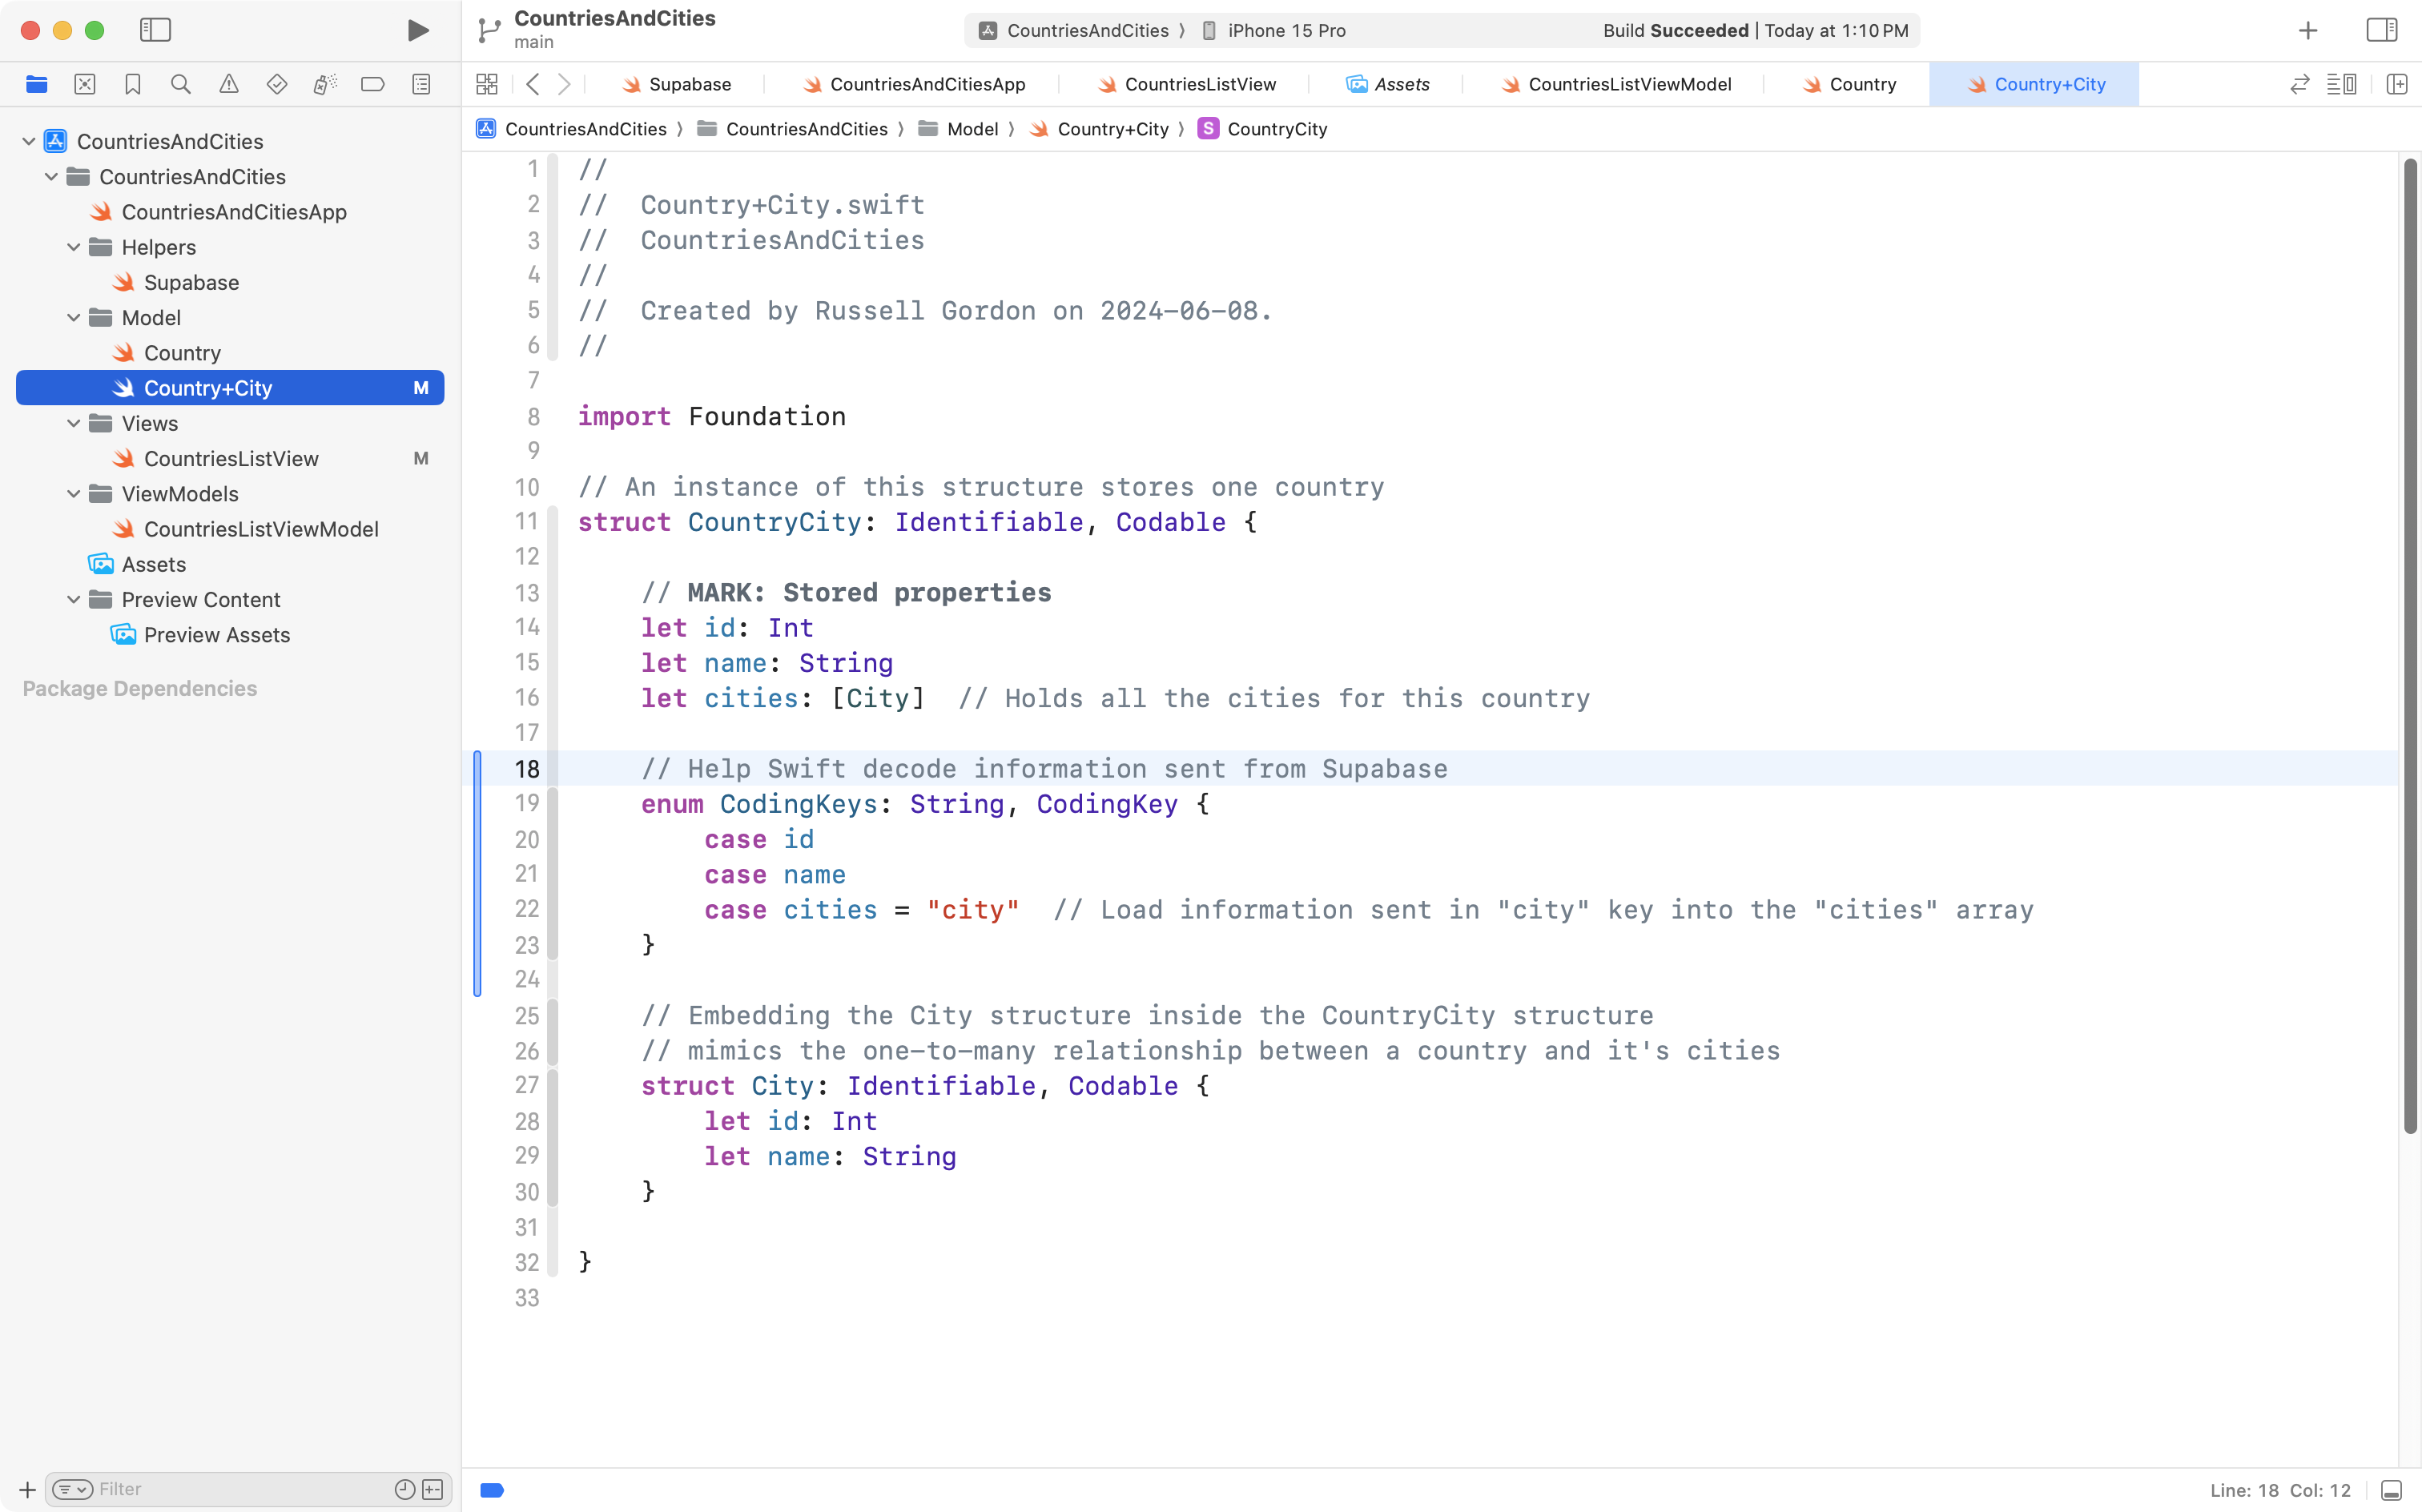 CountriesAndCities
main
CountriesAndCities 〉 iPhone 15 Pro
Build Succeeded | Today at 1:10 PM
Supabase
CountriesAndCitiesApp
CountriesListView
Assets
CountriesListViewModel
Country
Country+City
CountriesAndCities 〉 CountriesAndCities 〉 Model 〉 Country+City 〉 S CountryCity
CountriesAndCities
CountriesAndCities
CountriesAndCitiesApp
Helpers
Supabase
Model
Country
Country+City M
Views
CountriesListView M
ViewModels
CountriesListViewModel
Assets
Preview Content
Preview Assets
Package Dependencies
Filter
1 //
2 //  Country+City.swift
3 //  CountriesAndCities
4 //
5 //  Created by Russell Gordon on 2024-06-08.
6 //
7
8 import Foundation
9
10 // An instance of this structure stores one country
11 struct CountryCity: Identifiable, Codable {
12
13     // MARK: Stored properties
14     let id: Int
15     let name: String
16     let cities: [City]  // Holds all the cities for this country
17
18     // Help Swift decode information sent from Supabase
19     enum CodingKeys: String, CodingKey {
20         case id
21         case name
22         case cities = "city"  // Load information sent in "city" key into the "cities" array
23     }
24
25     // Embedding the City structure inside the CountryCity structure
26     // mimics the one-to-many relationship between a country and it's cities
27     struct City: Identifiable, Codable {
28         let id: Int
29         let name: String
30     }
31
32 }
33
Line: 18  Col: 12